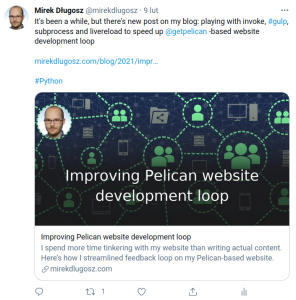 Mirek Długosz @mirekdlugosz · 9 lut
It's been a while, but there's new post on my blog: playing with invoke, #gulp,
subprocess and livereload to speed up @getpelican -based website
development loop
mirekdlugosz.com/blog/2021/impr...
#Python
Improving Pelican website
development loop
Improving Pelican website development loop
I spend more time tinkering with my website than writing actual content.
Here's how I streamlined feedback loop on my Pelican-based website.
mirekdlugosz.com
1